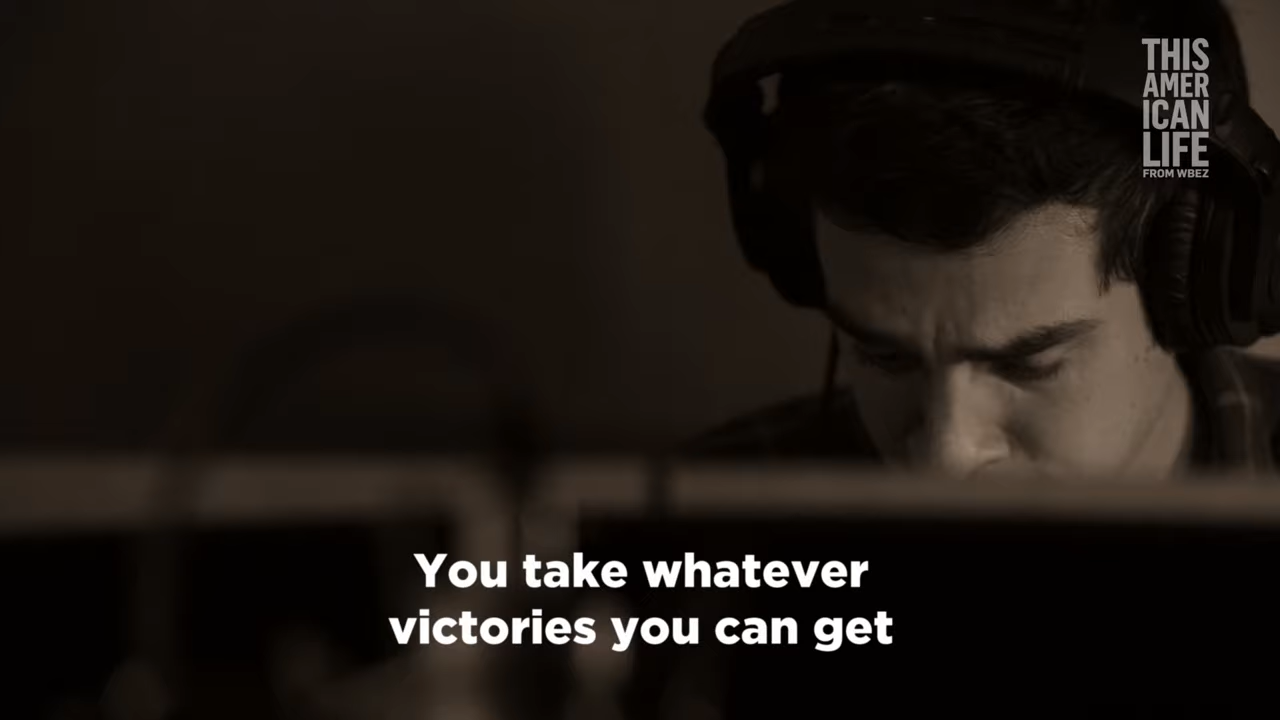 THIS
AMER
ICAN
LIFE
FROM WBEZ
You take whatever
victories you can get